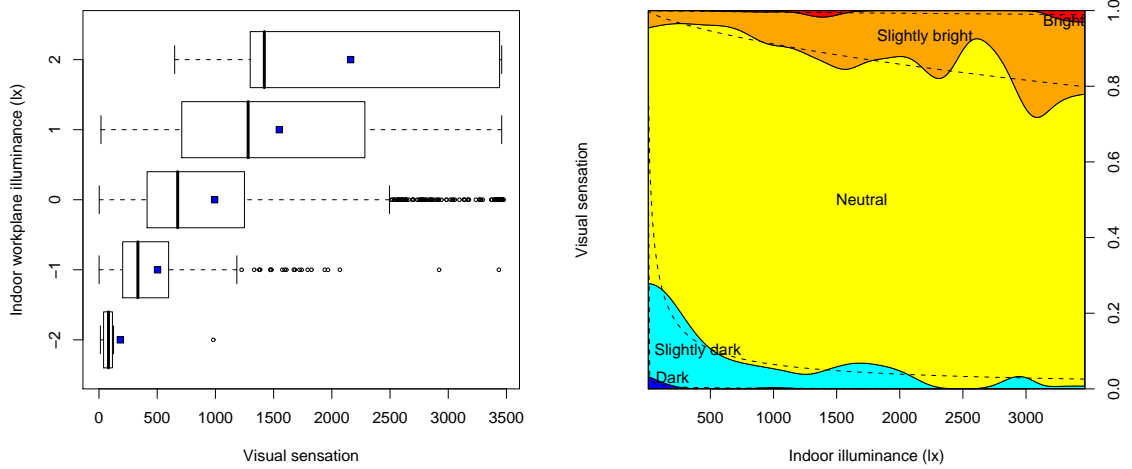 Indoor workplane illuminance (lx)
2
1
0
−1
−2
0 500 1000 1500 2000 2500 3000 3500
Visual sensation
Visual sensation
Bright
Slightly bright
Neutral
Slightly dark
Dark
1.0
0.8
0.6
0.4
0.2
0.0
500 1000 1500 2000 2500 3000
Indoor illuminance (lx)